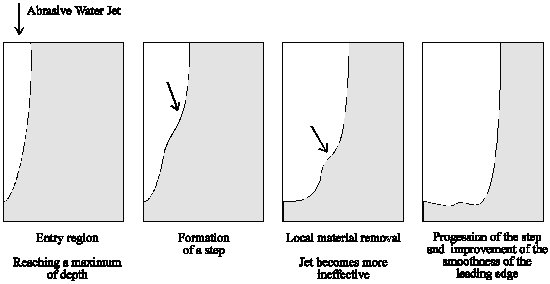 Abrasive Water Jet
Entry region
Reaching a maximum
of depth
Formation
of a step
Local material removal
Jet becomes more
ineffective
Progession of the step
and improvement of the
smoothness of the
leading edge